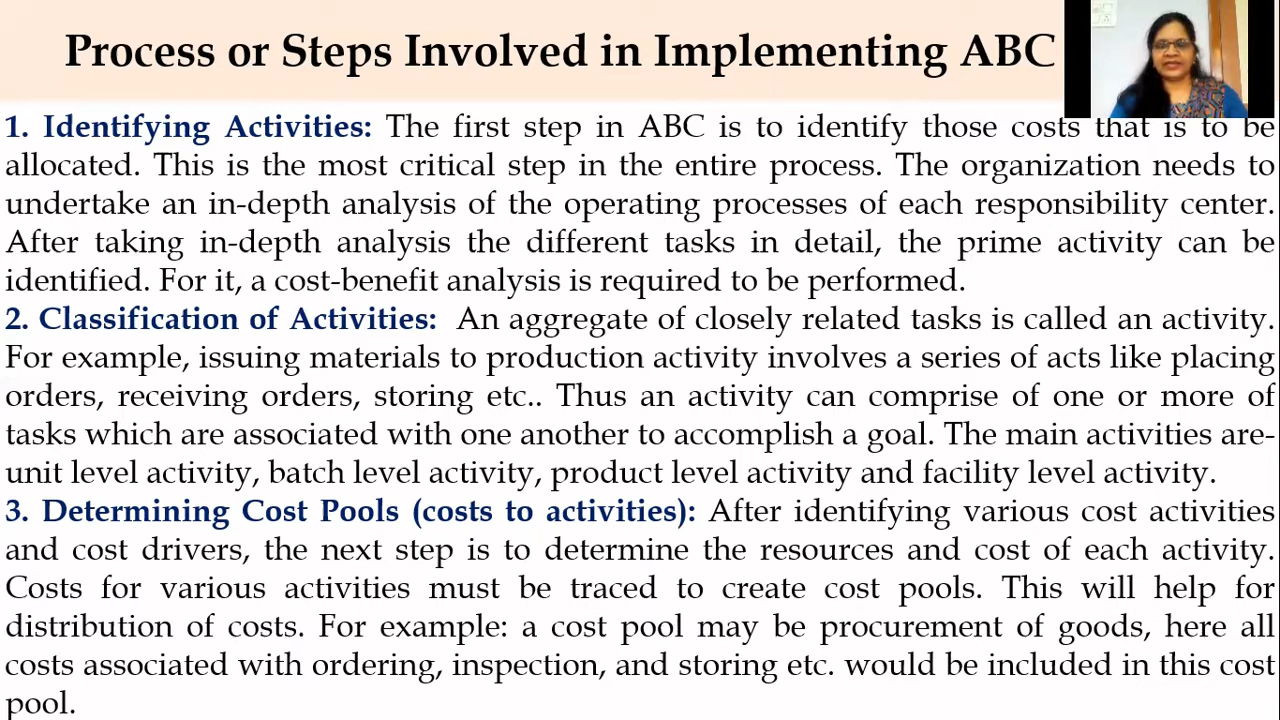 Process or Steps Involved in Implementing ABC
1. Identifying Activities: The first step in ABC is to identify those costs that is to be
allocated. This is the most critical step in the entire process. The organization needs to
undertake an in-depth analysis of the operating processes of each responsibility center.
After taking in-depth analysis the different tasks in detail, the prime activity can be
identified. For it, a cost-benefit analysis is required to be performed.
2. Classification of Activities: An aggregate of closely related tasks is called an activity.
For example, issuing materials to production activity involves a series of acts like placing
orders, receiving orders, storing etc.. Thus an activity can comprise of one or more of
tasks which are associated with one another to accomplish a goal. The main activities are-
unit level activity, batch level activity, product level activity and facility level activity.
3. Determining Cost Pools (costs to activities): After identifying various cost activities
and cost drivers, the next step is to determine the resources and cost of each activity.
Costs for various activities must be traced to create cost pools. This will help for
distribution of costs. For example: a cost pool may be procurement of goods, here all
costs associated with ordering, inspection, and storing etc. would be included in this cost
pool.